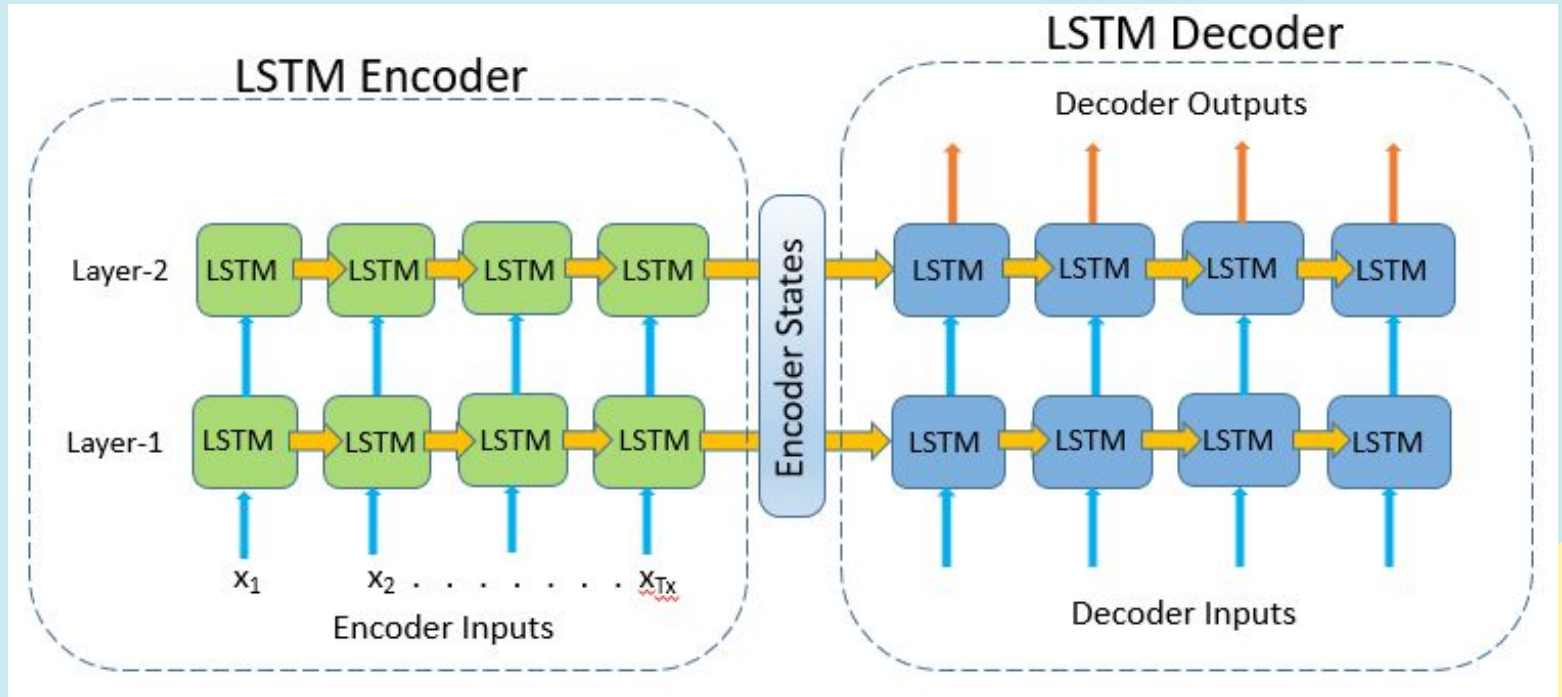 LSTM Encoder
LSTM Decoder
Decoder Outputs
Layer-2
LSTM LSTM LSTM LSTM
LSTM LSTM LSTM LSTM
Encoder States
Layer-1
LSTM LSTM LSTM LSTM
LSTM LSTM LSTM LSTM
x₁ x₂ . . . . . . . x_Tx
Encoder Inputs
Decoder Inputs